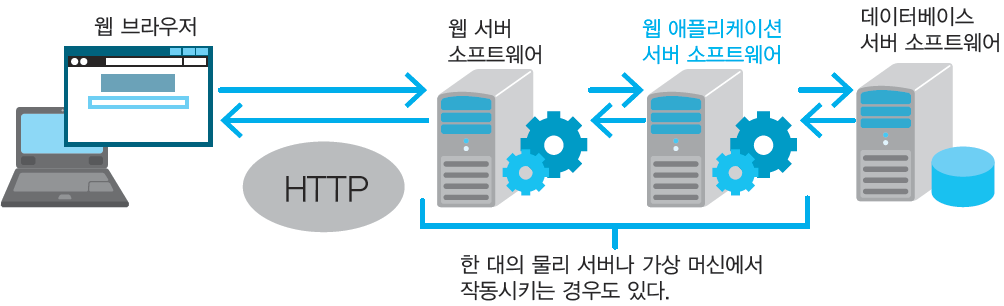 웹 브라우저
웹 서버
소프트웨어
웹 애플리케이션
서버 소프트웨어
데이터베이스
서버 소프트웨어
HTTP
한 대의 물리 서버나 가상 머신에서
작동시키는 경우도 있다.